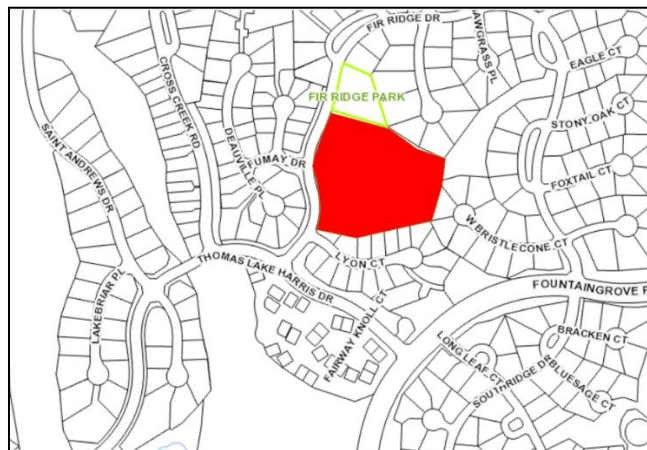 FIR RIDGE DR
AWGRASS PL
EAGLE CT
CROSS CREEK RD
FIR RIDGE PARK
STONY OAK CT
SAINT ANDREWS DR
DEAUVILLE PL
FUMAY DR
FOXTAIL CT
W BRISTLECONE CT
LYON CT
THOMAS LAKE HARRIS DR
LAKEBRIAR PL
FOUNTAINGROVE P
FAIRWAY KNOLL CT
BRACKEN CT
LONG LEAF CT
SOUTHRIDGE DR
BLUESAGE CT